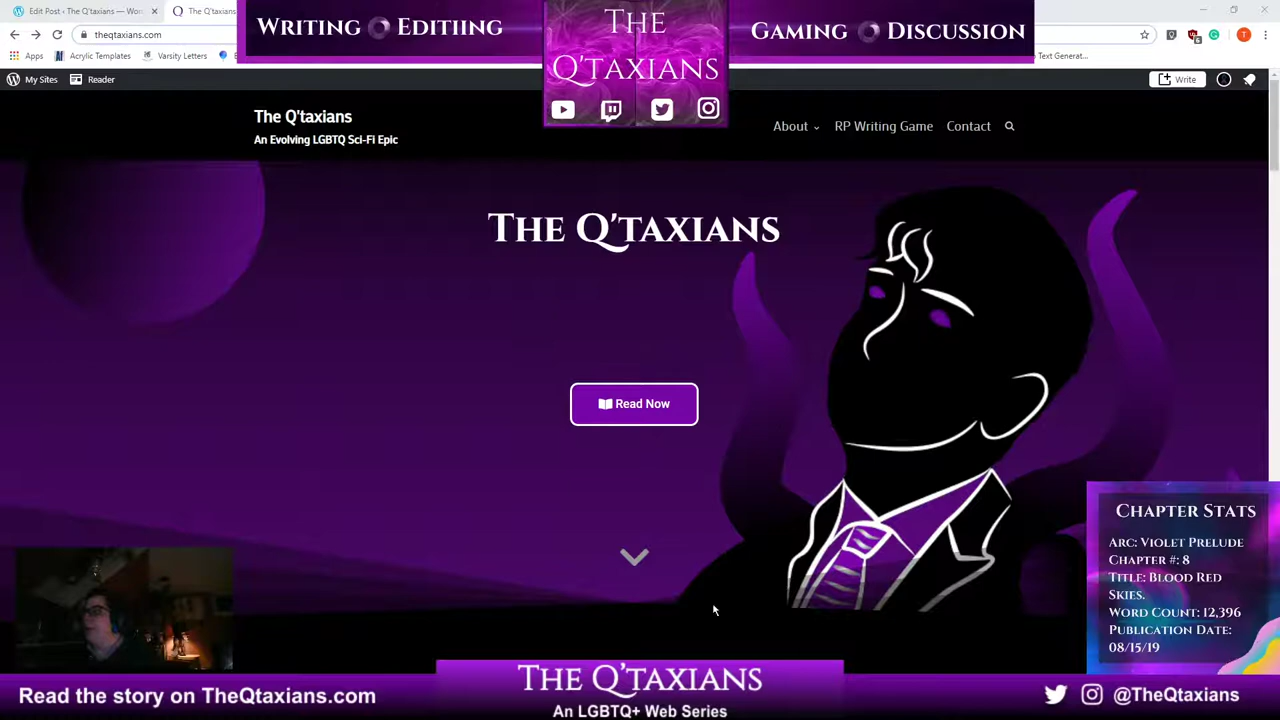 Edit Post ‹ The Q'taxians — Wor
The Q'taxians
theqtaxians.com
Apps
Acrylic Templates
Varsity Letters
Text Generat...
Writing
Editiing
The
Q'taxians
Gaming
Discussion
My Sites
Reader
Write
The Q'taxians
An Evolving LGBTQ Sci-Fi Epic
About
RP Writing Game
Contact
The Q'taxians
Read Now
Chapter Stats
Arc: Violet Prelude
Chapter #: 8
Title: Blood Red
Skies.
Word Count: 12,396
Publication Date:
08/15/19
Read the story on TheQtaxians.com
The Q'taxians
An LGBTQ+ Web Series
@TheQtaxians